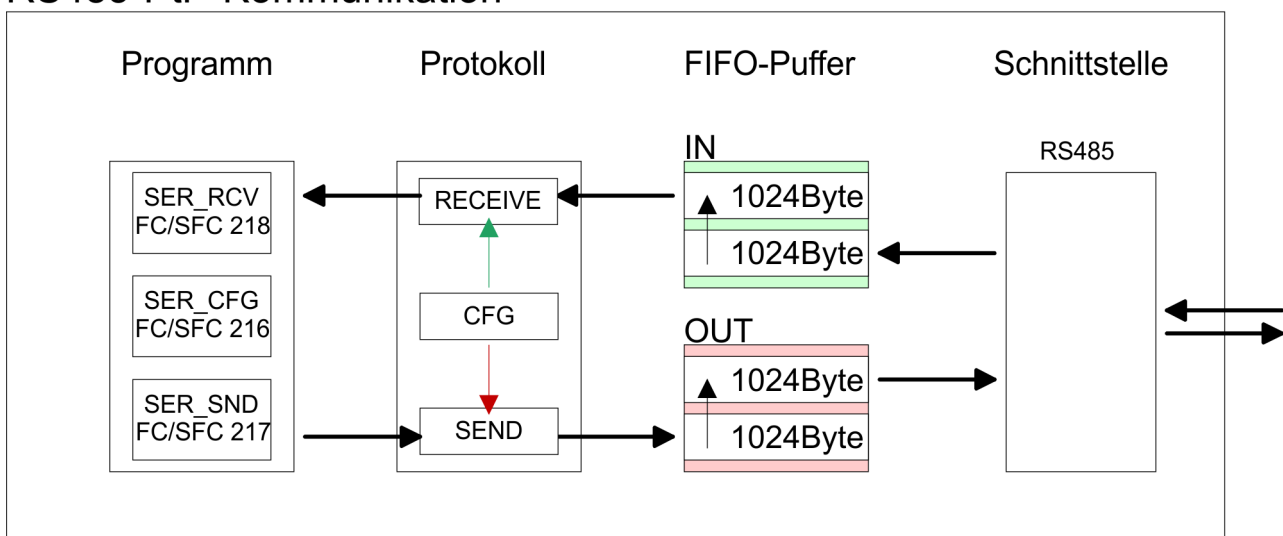 Programm
Protokoll
FIFO-Puffer
Schnittstelle
SER_RCV
FC/SFC 218
SER_CFG
FC/SFC 216
SER_SND
FC/SFC 217
RECEIVE
CFG
SEND
IN
1024Byte
1024Byte
OUT
1024Byte
1024Byte
RS485